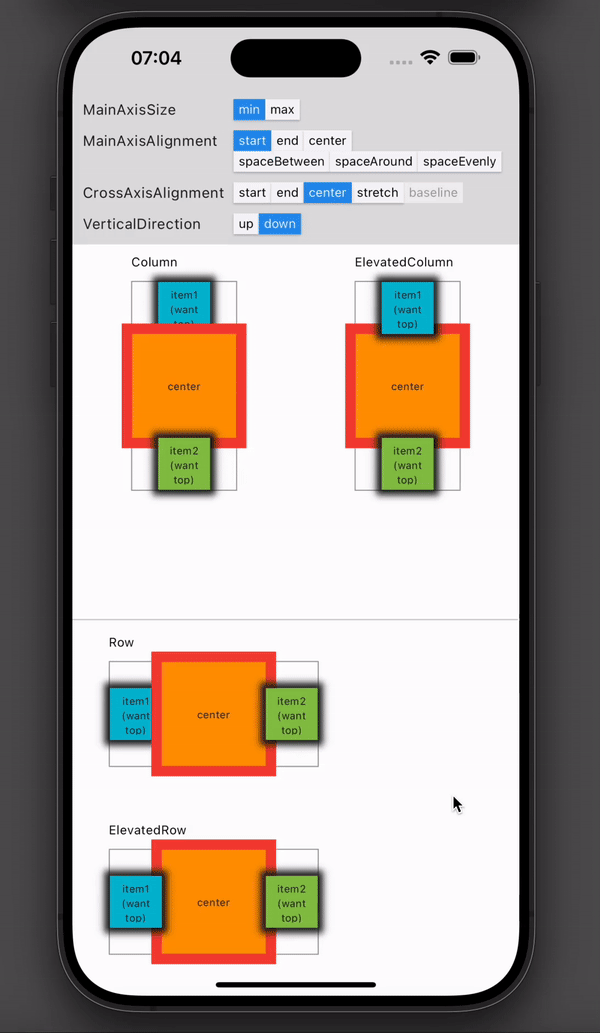 07:04
MainAxisSize min max
MainAxisAlignment start end center
spaceBetween spaceAround spaceEvenly
CrossAxisAlignment start end center stretch baseline
VerticalDirection up down
Column ElevatedColumn
item1 item1
(want (want
top) top)
center center
item2 item2
(want (want
top) top)
Row
item1 item2
(want center (want
top) top)
ElevatedRow
item1 item2
(want center (want
top) top)